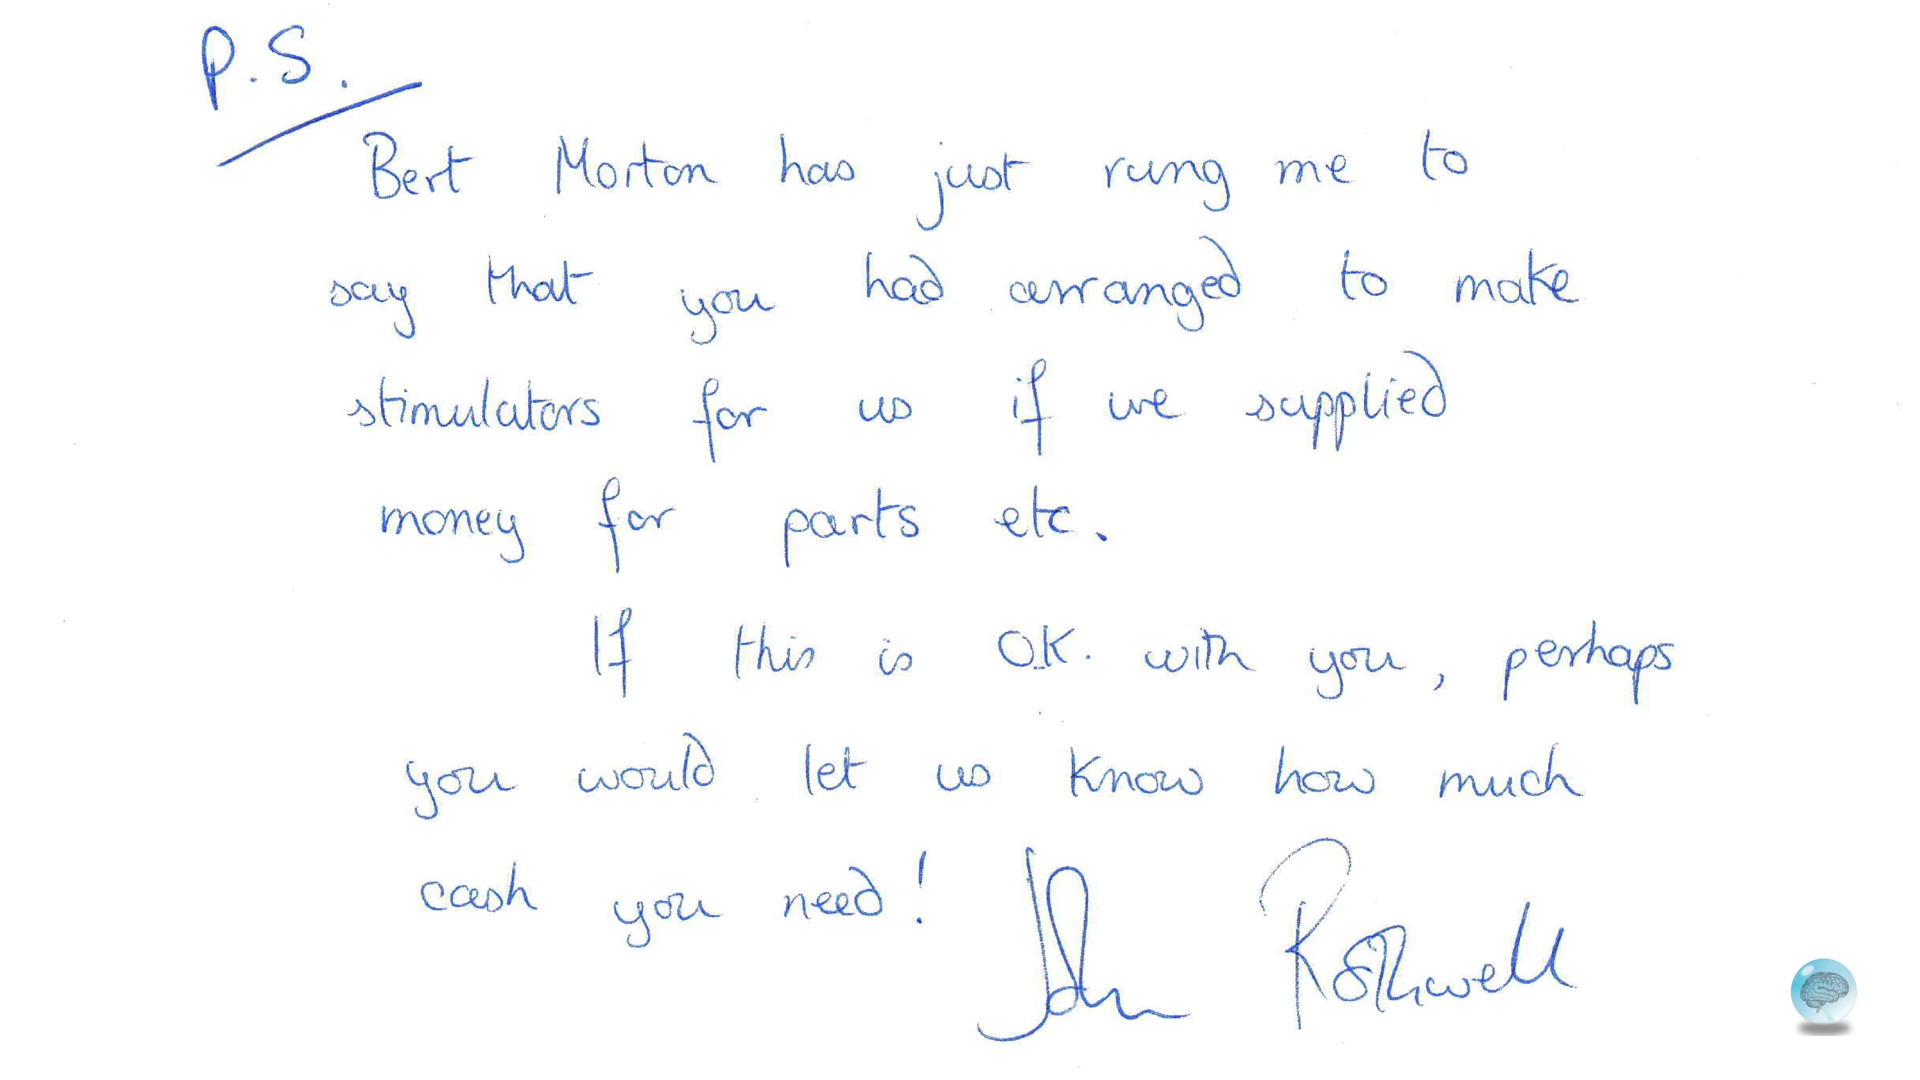 P.S.
Bert Morton has just rung me to
say that you had arranged to make
stimulators for us if we supplied
money for parts etc.
If this is O.K. with you, perhaps
you would let us know how much
cash you need!
John Rothwell